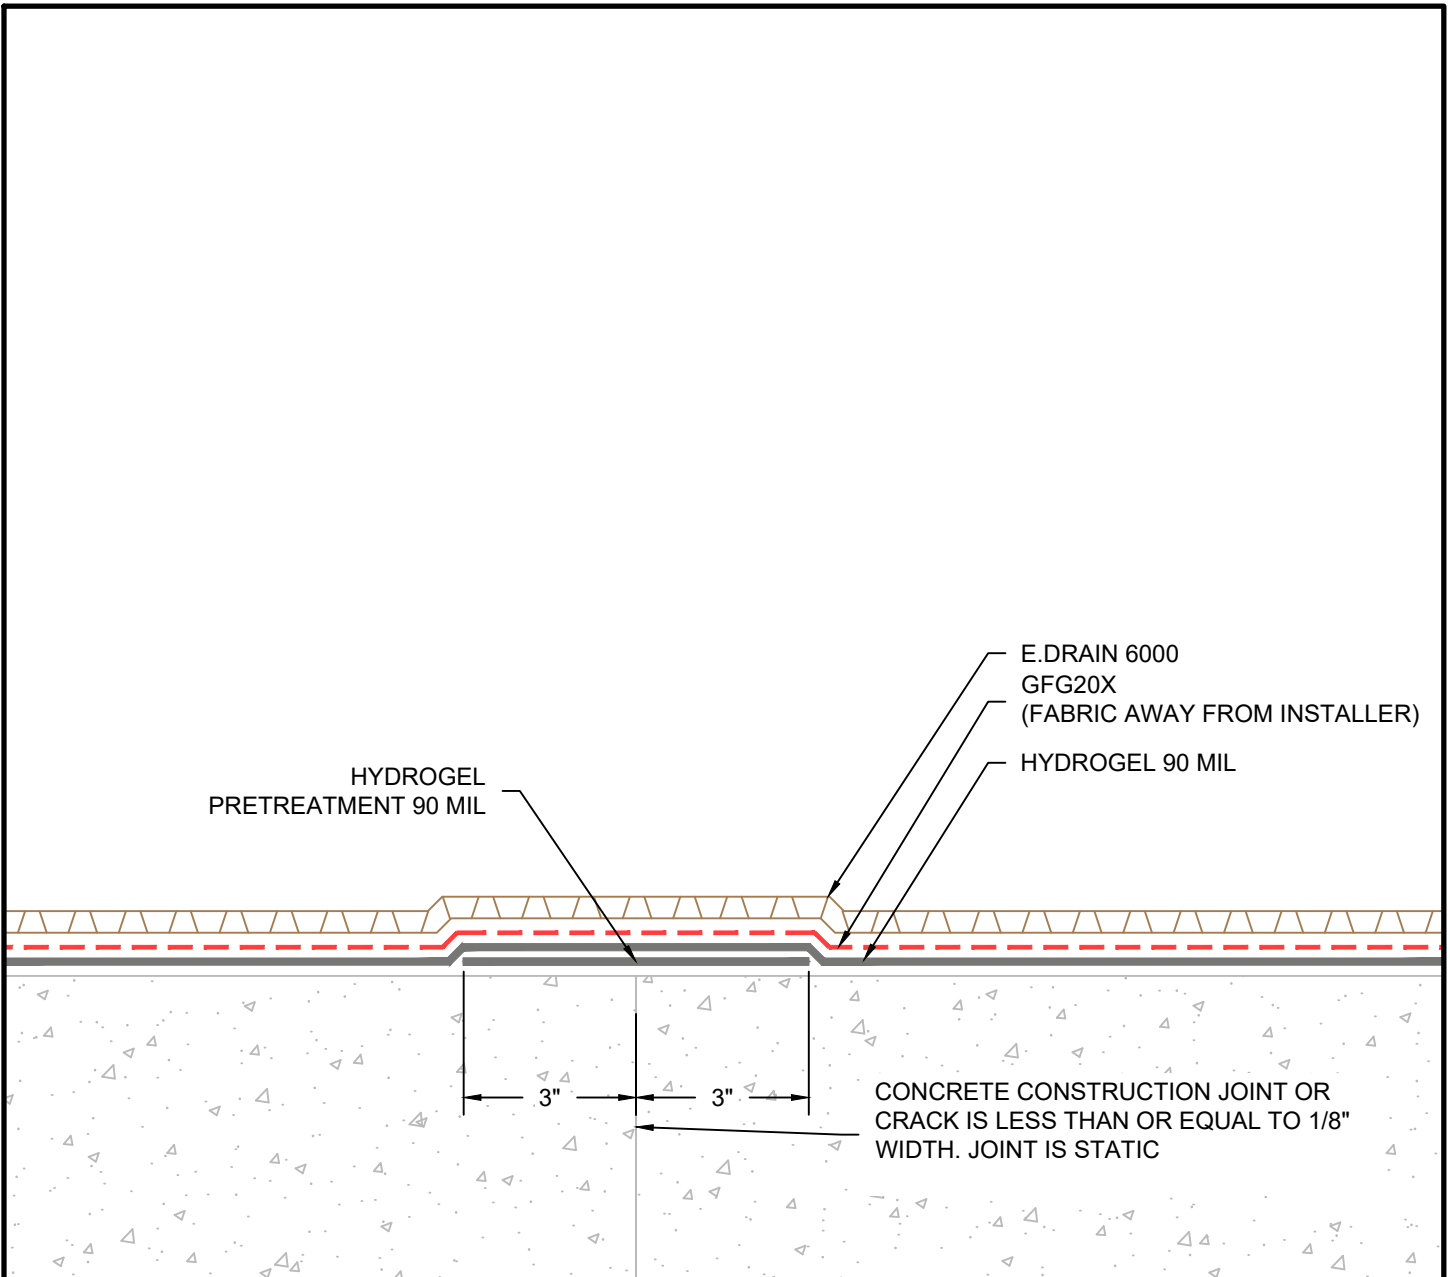 E.DRAIN 6000
GFG20X
(FABRIC AWAY FROM INSTALLER)
HYDROGEL 90 MIL
HYDROGEL
PRETREATMENT 90 MIL
3"
3"
CONCRETE CONSTRUCTION JOINT OR
CRACK IS LESS THAN OR EQUAL TO 1/8"
WIDTH. JOINT IS STATIC